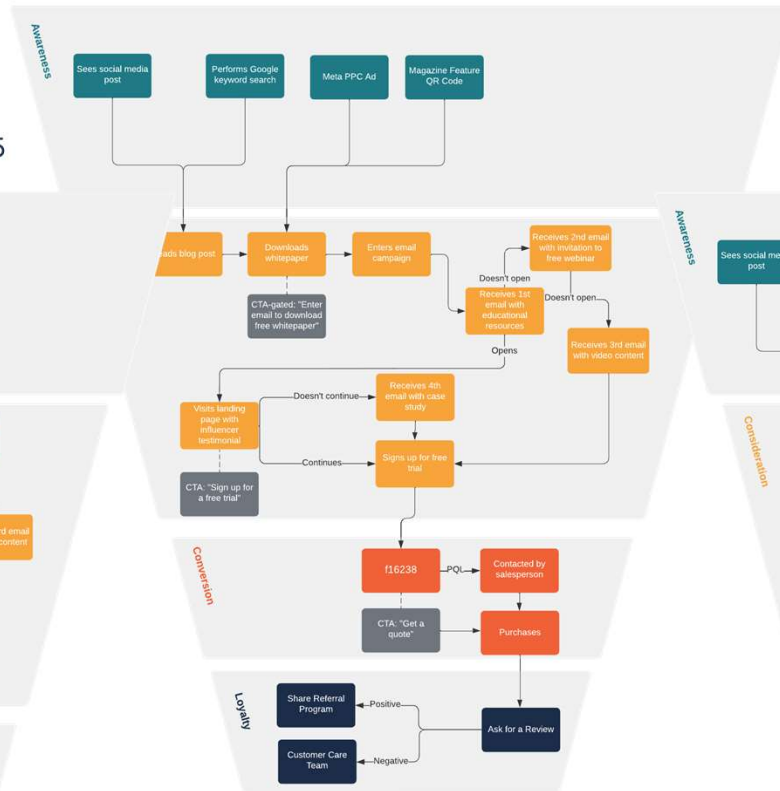 Awareness
Sees social media
post
Performs Google
keyword search
Meta PPC Ad
Magazine Feature
QR Code
5
blog post
Downloads
whitepaper
Enters email
campaign
Receives 2nd email
with invitation to
free webinar
Doesn't open
Receives 1st
email with
educational
resources
Doesn't open
CTA-gated: "Enter
email to download
free whitepaper"
Receives 3rd email
with video content
Opens
Awareness
Sees social
post
Visits landing
page with
influencer
testimonial
Doesn't continue
Receives 4th
email with case
study
Continues
Signs up for free
trial
CTA: "Sign up for
a free trial"
Consideration
email
content
Conversion
f16238
PQL
Contacted by
salesperson
CTA: "Get a
quote"
Purchases
Loyalty
Share Referral
Program
Positive
Ask for a Review
Customer Care
Team
Negative